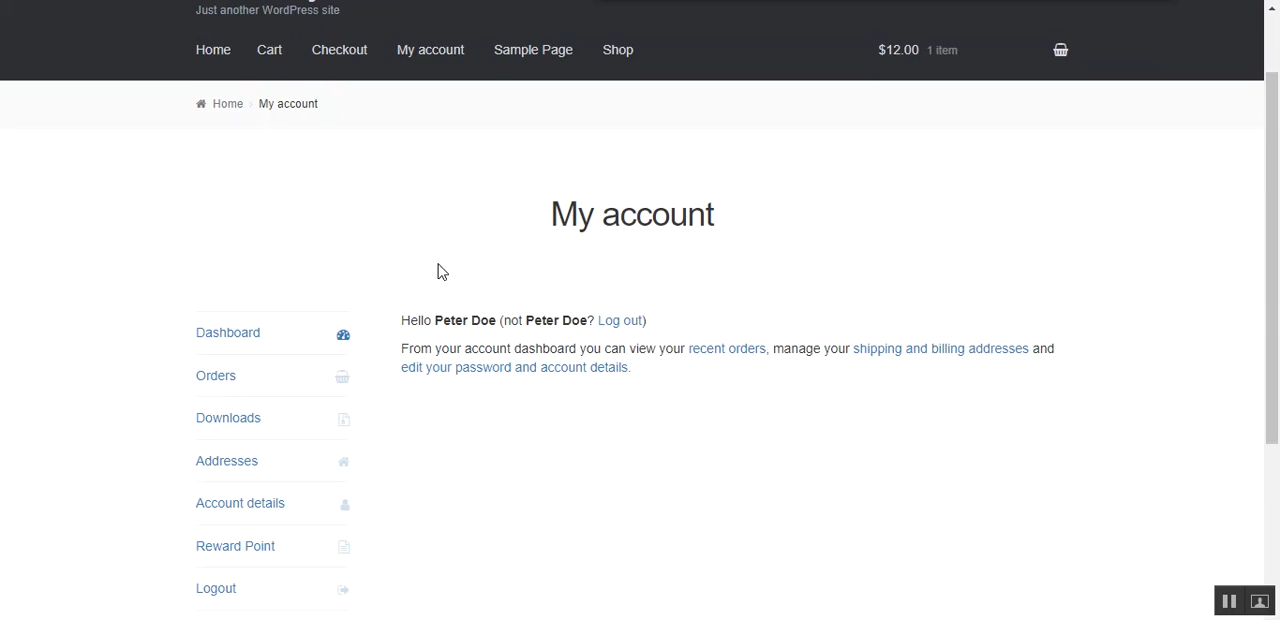 Just another WordPress site
Home Cart Checkout My account Sample Page Shop $12.00 1 item
Home My account
My account
Hello Peter Doe (not Peter Doe? Log out)
From your account dashboard you can view your recent orders, manage your shipping and billing addresses and
edit your password and account details.
Dashboard
Orders
Downloads
Addresses
Account details
Reward Point
Logout